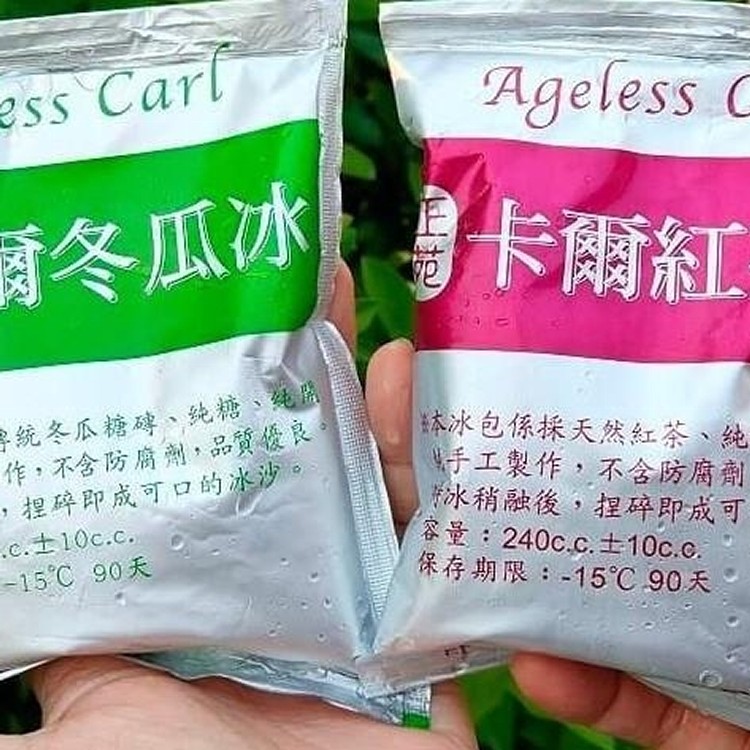 ess Carl
爾冬瓜冰
傳統冬瓜糖磚、純糖、純開
作，不含防腐劑，品質優良。
，捏碎即成可口的冰沙。
.c.±10c.c.
-15℃ 90天
Ageless C
正苑
卡爾紅
本冰包係採天然紅茶、純
手工製作，不含防腐劑
冰稍融後，捏碎即成可
容量：240c.c.±10c.c.
保存期限：-15℃ 90天